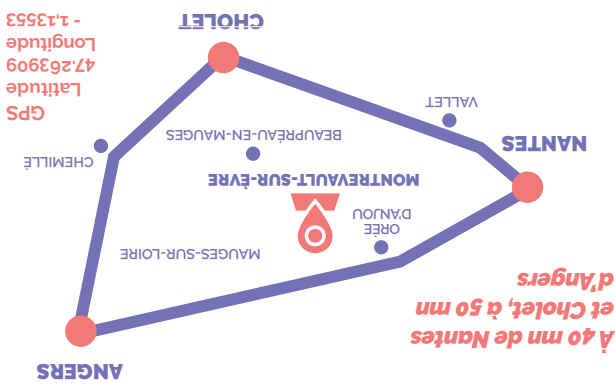 À 40 mn de Nantes
et Cholet, à 50 mn
d'Angers
ANGERS
MAUGES-SUR-LOIRE
ORÉE
D'ANJOU
MONTREVAULT-SUR-ÈVRE
CHEMILLÉ
NANTES
BEAUPRÉAU-EN-MAUGES
VALLET
CHOLET
GPS
Latitude
47.263909
Longitude
- 1,13553